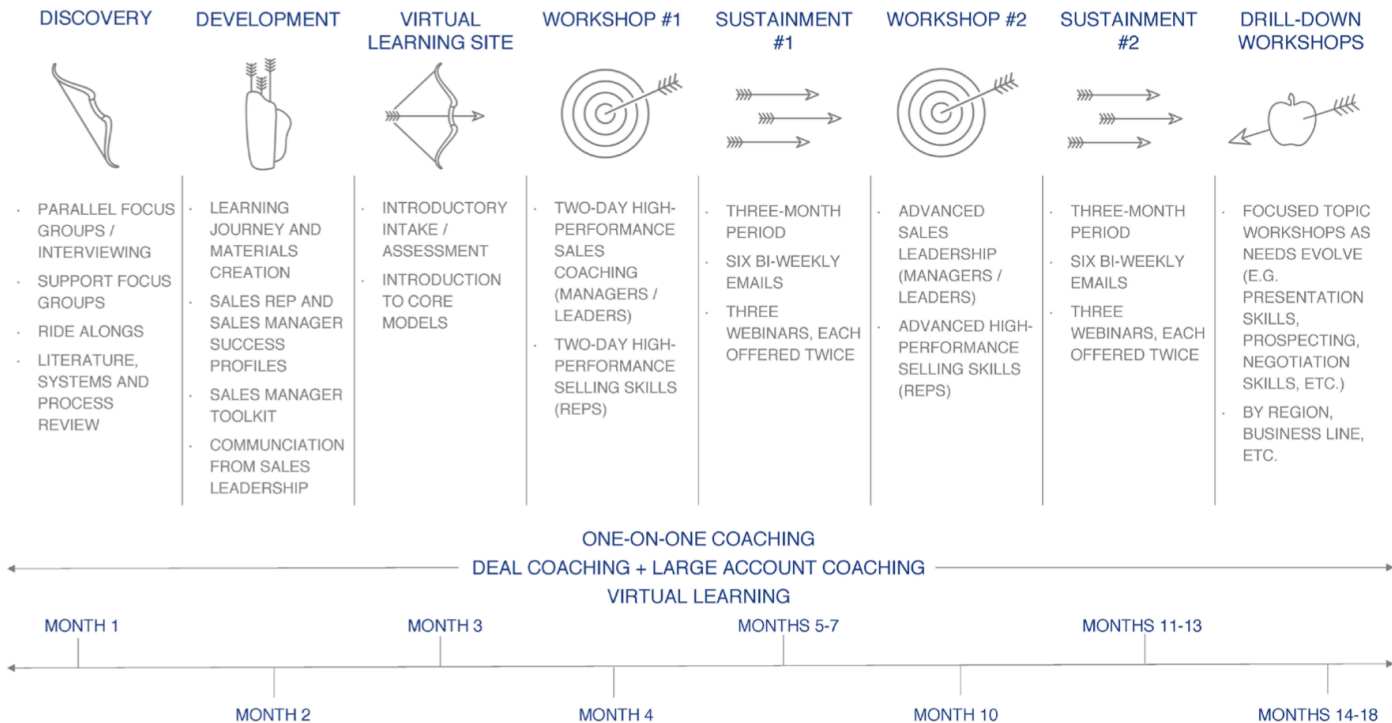 DISCOVERY
· PARALLEL FOCUS
GROUPS /
INTERVIEWING
· SUPPORT FOCUS
GROUPS
· RIDE ALONGS
· LITERATURE,
SYSTEMS AND
PROCESS
REVIEW
DEVELOPMENT
· LEARNING
JOURNEY AND
MATERIALS
CREATION
· SALES REP AND
SALES MANAGER
SUCCESS
PROFILES
· SALES MANAGER
TOOLKIT
· COMMUNCIATION
FROM SALES
LEADERSHIP
VIRTUAL
LEARNING SITE
· INTRODUCTORY
INTAKE /
ASSESSMENT
· INTRODUCTION
TO CORE
MODELS
WORKSHOP #1
· TWO-DAY HIGH-
PERFORMANCE
SALES
COACHING
(MANAGERS /
LEADERS)
· TWO-DAY HIGH-
PERFORMANCE
SELLING SKILLS
(REPS)
SUSTAINMENT
#1
· THREE-MONTH
PERIOD
· SIX BI-WEEKLY
EMAILS
· THREE
WEBINARS, EACH
OFFERED TWICE
WORKSHOP #2
· ADVANCED
SALES
LEADERSHIP
(MANAGERS /
LEADERS)
· ADVANCED HIGH-
PERFORMANCE
SELLING SKILLS
(REPS)
SUSTAINMENT
#2
· THREE-MONTH
PERIOD
· SIX BI-WEEKLY
EMAILS
· THREE
WEBINARS, EACH
OFFERED TWICE
DRILL-DOWN
WORKSHOPS
· FOCUSED TOPIC
WORKSHOPS AS
NEEDS EVOLVE
(E.G.
PRESENTATION
SKILLS,
PROSPECTING,
NEGOTIATION
SKILLS, ETC.)
· BY REGION,
BUSINESS LINE,
ETC.
ONE-ON-ONE COACHING
DEAL COACHING + LARGE ACCOUNT COACHING
VIRTUAL LEARNING
MONTH 1
MONTH 2
MONTH 3
MONTH 4
MONTHS 5-7
MONTH 10
MONTHS 11-13
MONTHS 14-18